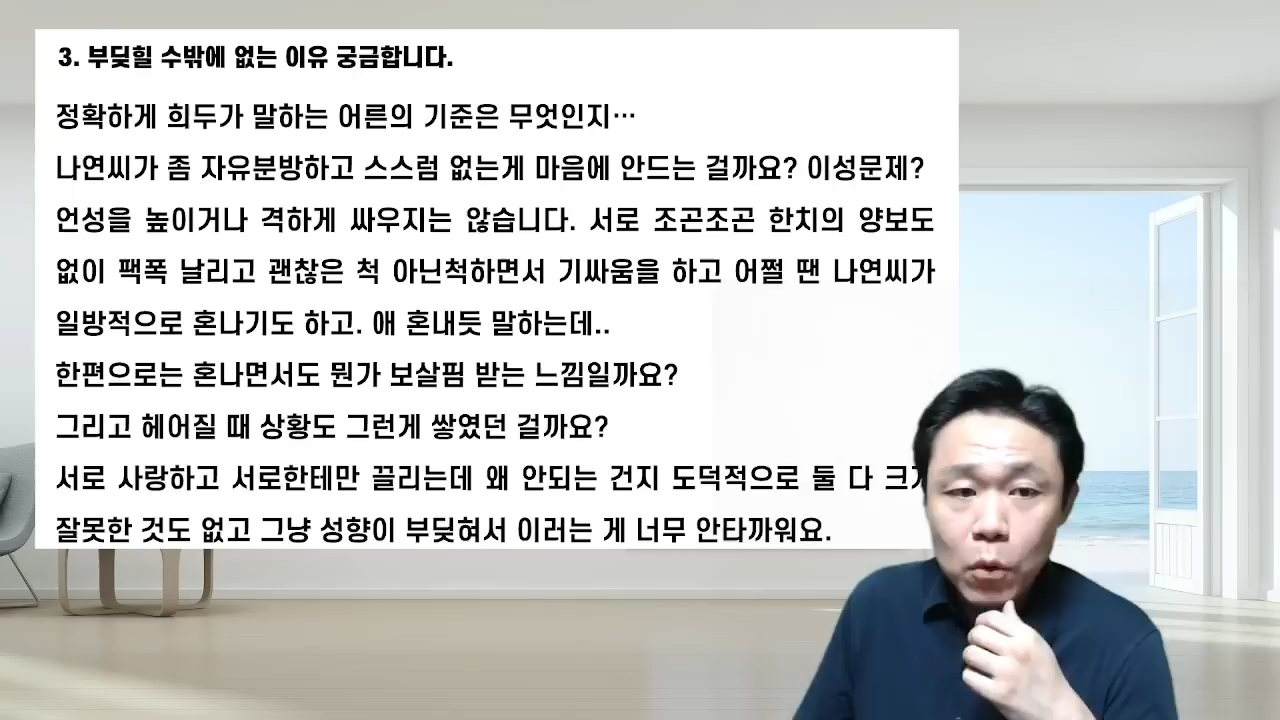 3. 부딪힐 수밖에 없는 이유 궁금합니다.
정확하게 희두가 말하는 어른의 기준은 무엇인지…
나연씨가 좀 자유분방하고 스스럼 없는게 마음에 안드는 걸까요? 이성문제?
언성을 높이거나 격하게 싸우지는 않습니다. 서로 조곤조곤 한치의 양보도
없이 팩폭 날리고 괜찮은 척 아닌척하면서 기싸움을 하고 어쩔 땐 나연씨가
일방적으로 혼나기도 하고. 애 혼내듯 말하는데..
한편으로는 혼나면서도 뭔가 보살핌 받는 느낌일까요?
그리고 헤어질 때 상황도 그런게 쌓였던 걸까요?
서로 사랑하고 서로한테만 끌리는데 왜 안되는 건지 도덕적으로 둘 다
잘못한 것도 없고 그냥 성향이 부딪혀서 이러는 게 너무 안타까워요.